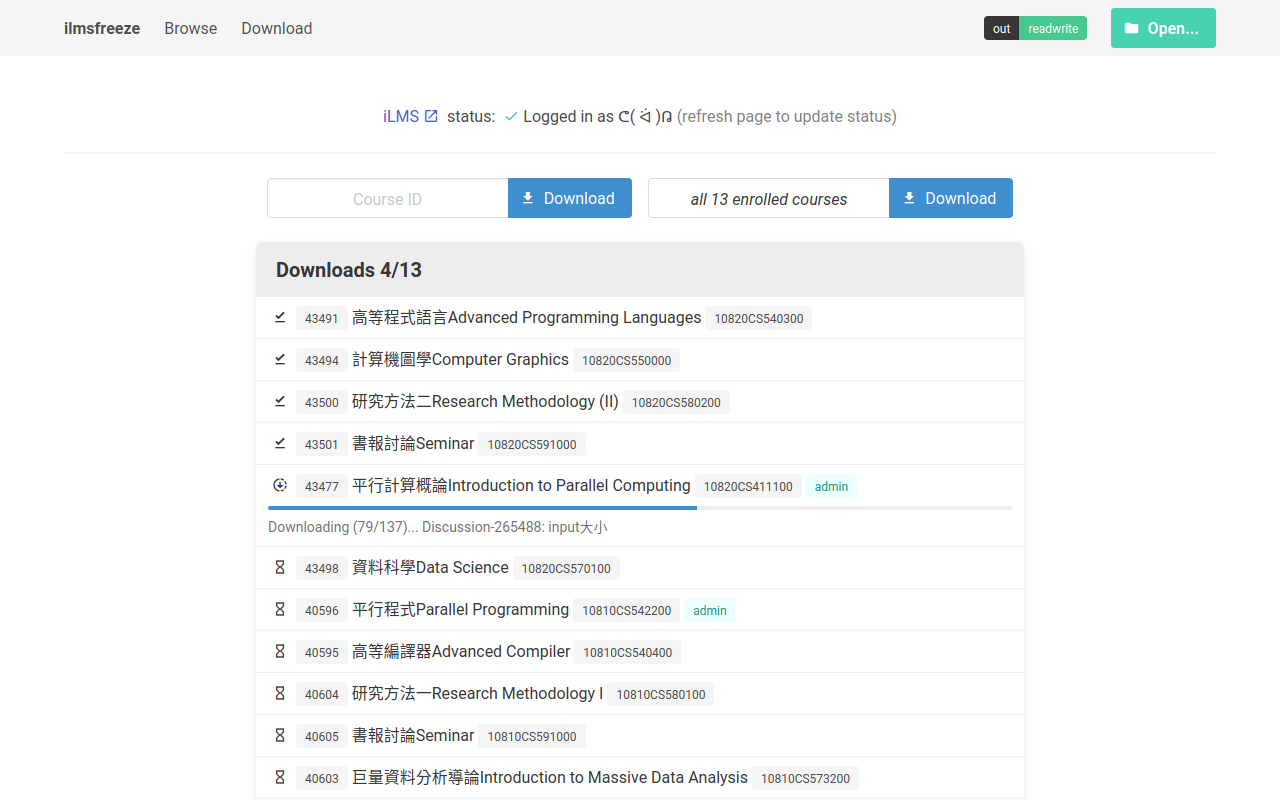 ilmsfreeze Browse Download out readwrite Open...
iLMS status: Logged in as ᕦ( ᐛ )ᕡ (refresh page to update status)
Course ID Download all 13 enrolled courses Download
Downloads 4/13
43491 高等程式語言Advanced Programming Languages 10820CS540300
43494 計算機圖學Computer Graphics 10820CS550000
43500 研究方法二Research Methodology (II) 10820CS580200
43501 書報討論Seminar 10820CS591000
43477 平行計算概論Introduction to Parallel Computing 10820CS411100 admin
Downloading (79/137)... Discussion-265488: input大小
43498 資料科學Data Science 10820CS570100
40596 平行程式Parallel Programming 10810CS542200 admin
40595 高等編譯器Advanced Compiler 10810CS540400
40604 研究方法一Research Methodology I 10810CS580100
40605 書報討論Seminar 10810CS591000
40603 巨量資料分析導論Introduction to Massive Data Analysis 10810CS573200